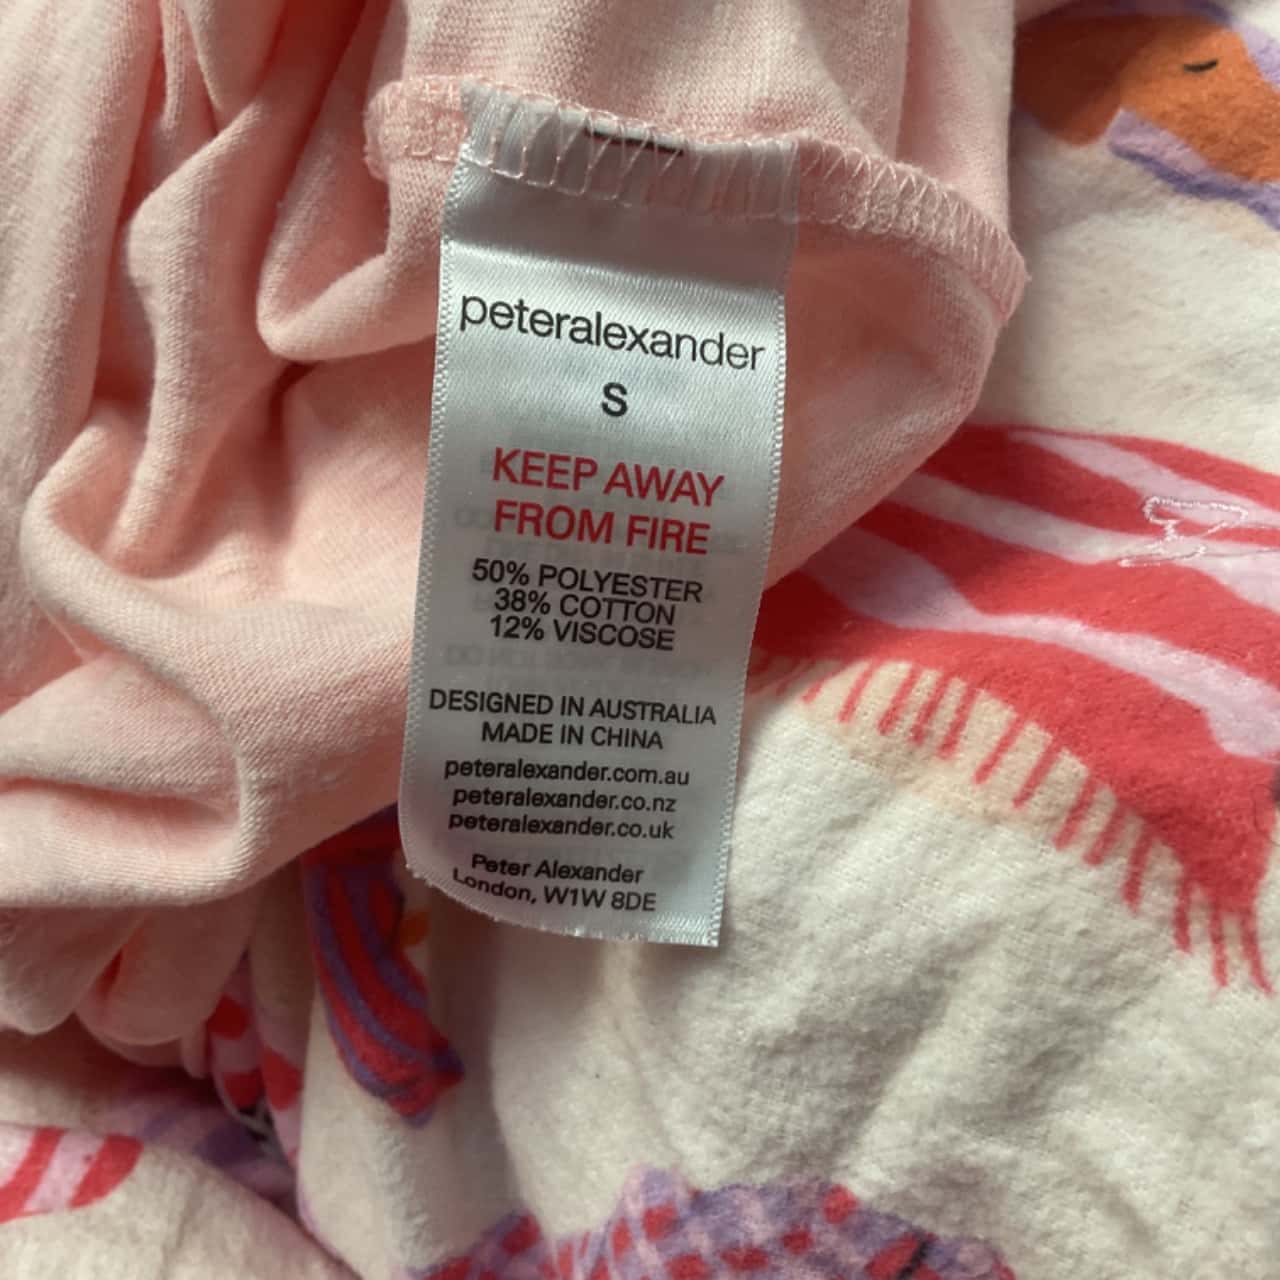 peteralexander
S
KEEP AWAY
FROM FIRE
50% POLYESTER
38% COTTON
12% VISCOSE
DESIGNED IN AUSTRALIA
MADE IN CHINA
peteralexander.com.au
peteralexander.co.nz
peteralexander.co.uk
Peter Alexander
London, W1W 8DE